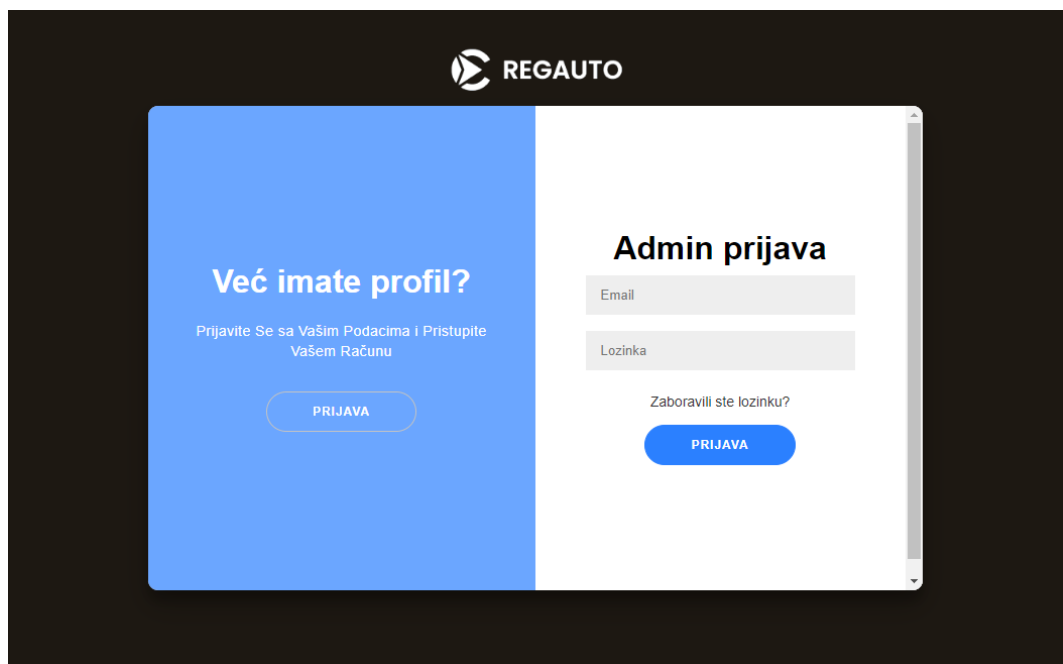 REGAUTO
Već imate profil?
Prijavite Se sa Vašim Podacima i Pristupite
Vašem Računu
PRIJAVA
Admin prijava
Email
Lozinka
Zaboravili ste lozinku?
PRIJAVA